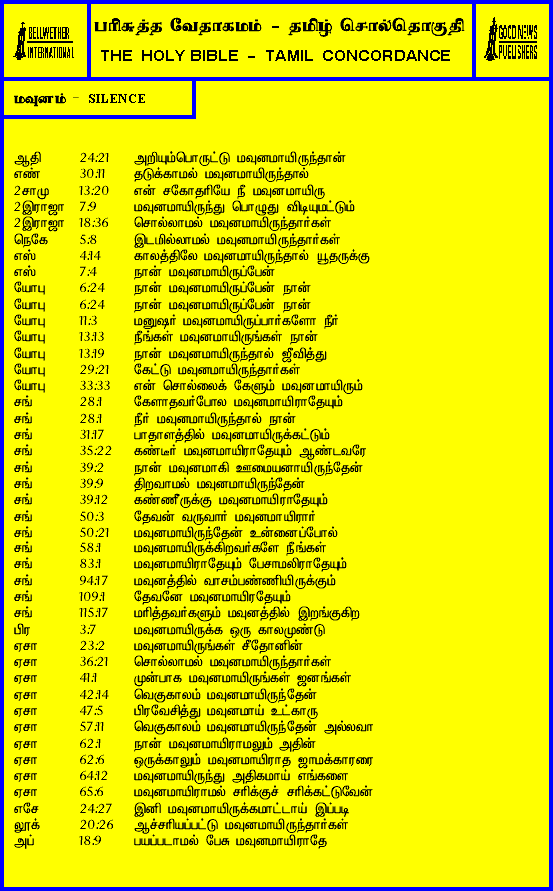 BELLWETHER
INTERNATIONAL
பரிசுத்த வேதாகமம் - தமிழ் சொல்தொகுதி
THE HOLY BIBLE - TAMIL CONCORDANCE
GOOD NEWS
PUBLISHERS
மவுனம் - SILENCE
ஆதி 24:21 அறியும்பொருட்டு மவுனமாயிருந்தான்
எண் 30:11 தடுக்காமல் மவுனமாயிருந்தால்
2சாமு 13:20 என் சகோதரியே நீ மவுனமாயிரு
2இராஜா 7:9 மவுனமாயிருந்து பொழுது விடியுமட்டும்
2இராஜா 18:36 சொல்லாமல் மவுனமாயிருந்தார்கள்
நெகே 5:8 இடமில்லாமல் மவுனமாயிருந்தார்கள்
எஸ் 4:14 காலத்திலே மவுனமாயிருந்தால் யூதருக்கு
எஸ் 7:4 நான் மவுனமாயிருப்பேன்
யோபு 6:24 நான் மவுனமாயிருப்பேன் நான்
யோபு 6:24 நான் மவுனமாயிருப்பேன் நான்
யோபு 11:3 மனுஷர் மவுனமாயிருப்பார்களோ நீர்
யோபு 13:13 நீங்கள் மவுனமாயிருங்கள் நான்
யோபு 13:19 நான் மவுனமாயிருந்தால் ஜீவித்து
யோபு 29:21 கேட்டு மவுனமாயிருந்தார்கள்
யோபு 33:33 என் சொல்லைக் கேளும் மவுனமாயிரும்
சங் 28:1 கேளாதவர்போல மவுனமாயிராதேயும்
சங் 28:1 நீர் மவுனமாயிருந்தால் நான்
சங் 31:17 பாதாளத்தில் மவுனமாயிருக்கட்டும்
சங் 35:22 கண்டீர் மவுனமாயிராதேயும் ஆண்டவரே
சங் 39:2 நான் மவுனமாகி ஊமையனாயிருந்தேன்
சங் 39:9 திறவாமல் மவுனமாயிருந்தேன்
சங் 39:12 கண்ணீருக்கு மவுனமாயிராதேயும்
சங் 50:3 தேவன் வருவார் மவுனமாயிரார்
சங் 50:21 மவுனமாயிருந்தேன் உன்னைப்போல்
சங் 58:1 மவுனமாயிருக்கிறவர்களே நீங்கள்
சங் 83:1 மவுனமாயிராதேயும் பேசாமலிராதேயும்
சங் 94:17 மவுனத்தில் வாசம்பண்ணியிருக்கும்
சங் 109:1 தேவனே மவுனமாயிரதேயும்
சங் 115:17 மரித்தவர்களும் மவுனத்தில் இறங்குகிற
பிர 3:7 மவுனமாயிருக்க ஒரு காலமுண்டு
ஏசா 23:2 மவுனமாயிருங்கள் சீதோனின்
ஏசா 36:21 சொல்லாமல் மவுனமாயிருந்தார்கள்
ஏசா 41:1 முன்பாக மவுனமாயிருங்கள் ஜனங்கள்
ஏசா 42:14 வெகுகாலம் மவுனமாயிருந்தேன்
ஏசா 47:5 பிரவேசித்து மவுனமாய் உட்காரு
ஏசா 57:11 வெகுகாலம் மவுனமாயிருந்தேன் அல்லவா
ஏசா 62:1 நான் மவுனமாயிராமலும் அதின்
ஏசா 62:6 ஒருக்காலும் மவுனமாயிராத ஜாமக்காரரை
ஏசா 64:12 மவுனமாயிருந்து அதிகமாய் எங்களை
ஏசா 65:6 மவுனமாயிராமல் சரிக்குச் சரிக்கட்டுவேன்
எசே 24:27 இனி மவுனமாயிருக்கமாட்டாய் இப்படி
லூக் 20:26 ஆச்சரியப்பட்டு மவுனமாயிருந்தார்கள்
அப் 18:9 பயப்படாமல் பேசு மவுனமாயிராதே